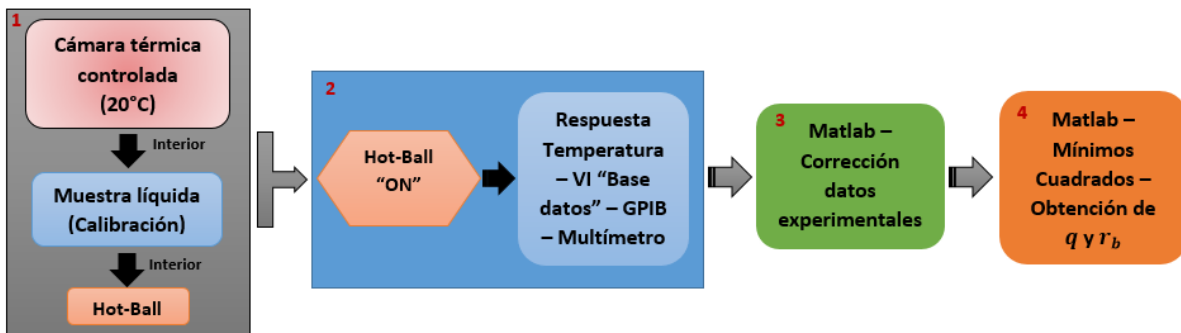 1
Cámara térmica
controlada
(20°C)
Interior
Muestra líquida
(Calibración)
Interior
Hot-Ball
2
Hot-Ball
“ON”
Respuesta
Temperatura
– VI “Base
datos” – GPIB
– Multímetro
3
Matlab –
Corrección
datos
experimentales
4
Matlab –
Mínimos
Cuadrados –
Obtención de
q y r_b